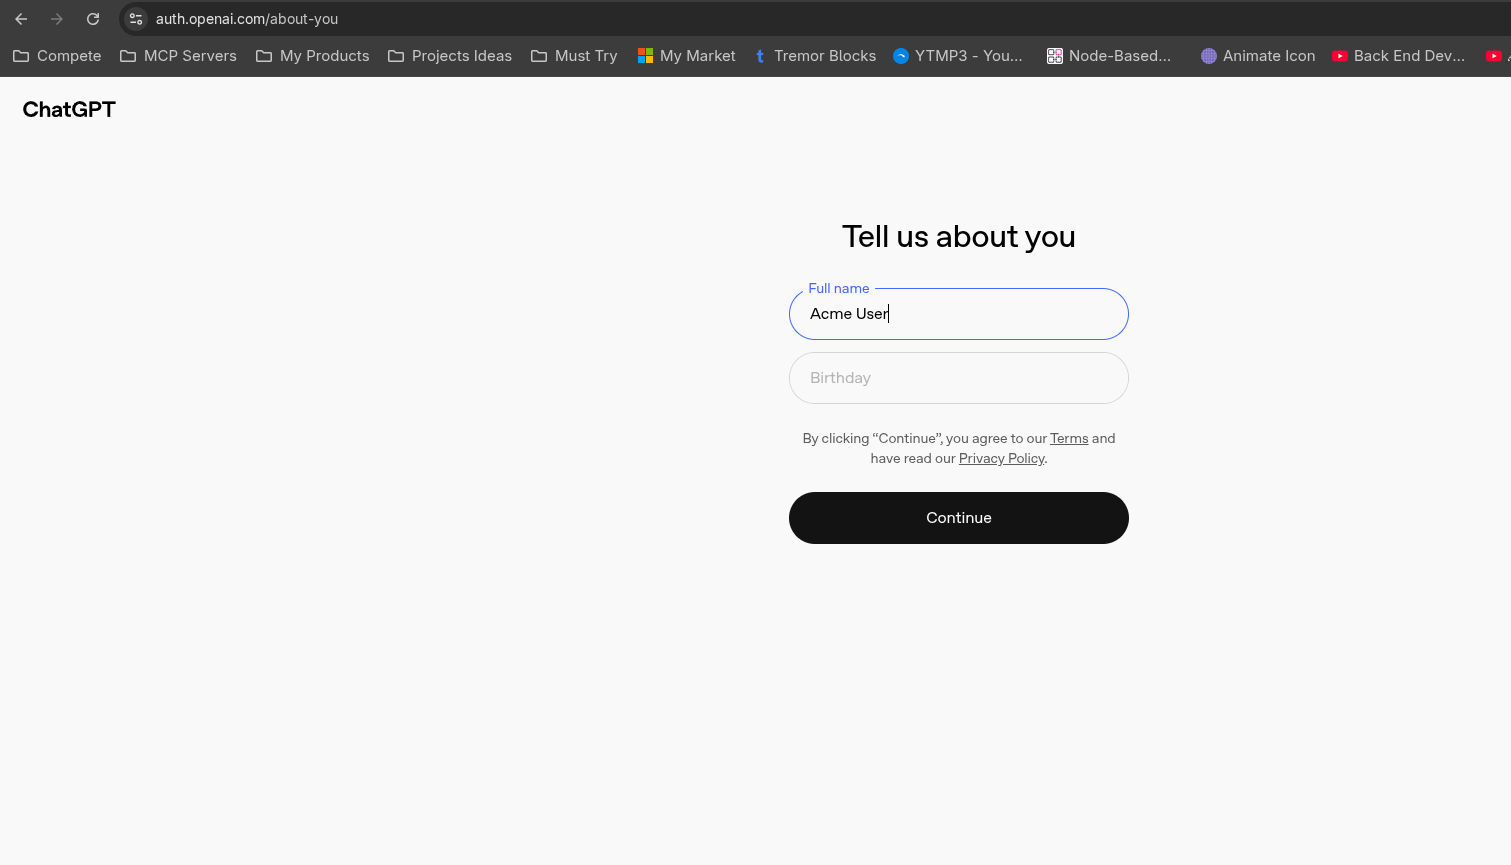 auth.openai.com/about-you
Compete MCP Servers My Products Projects Ideas Must Try My Market Tremor Blocks YTMP3 - You... Node-Based... Animate Icon Back End Dev...
ChatGPT
Tell us about you
Full name
Acme User
Birthday
By clicking “Continue”, you agree to our Terms and
have read our Privacy Policy.
Continue